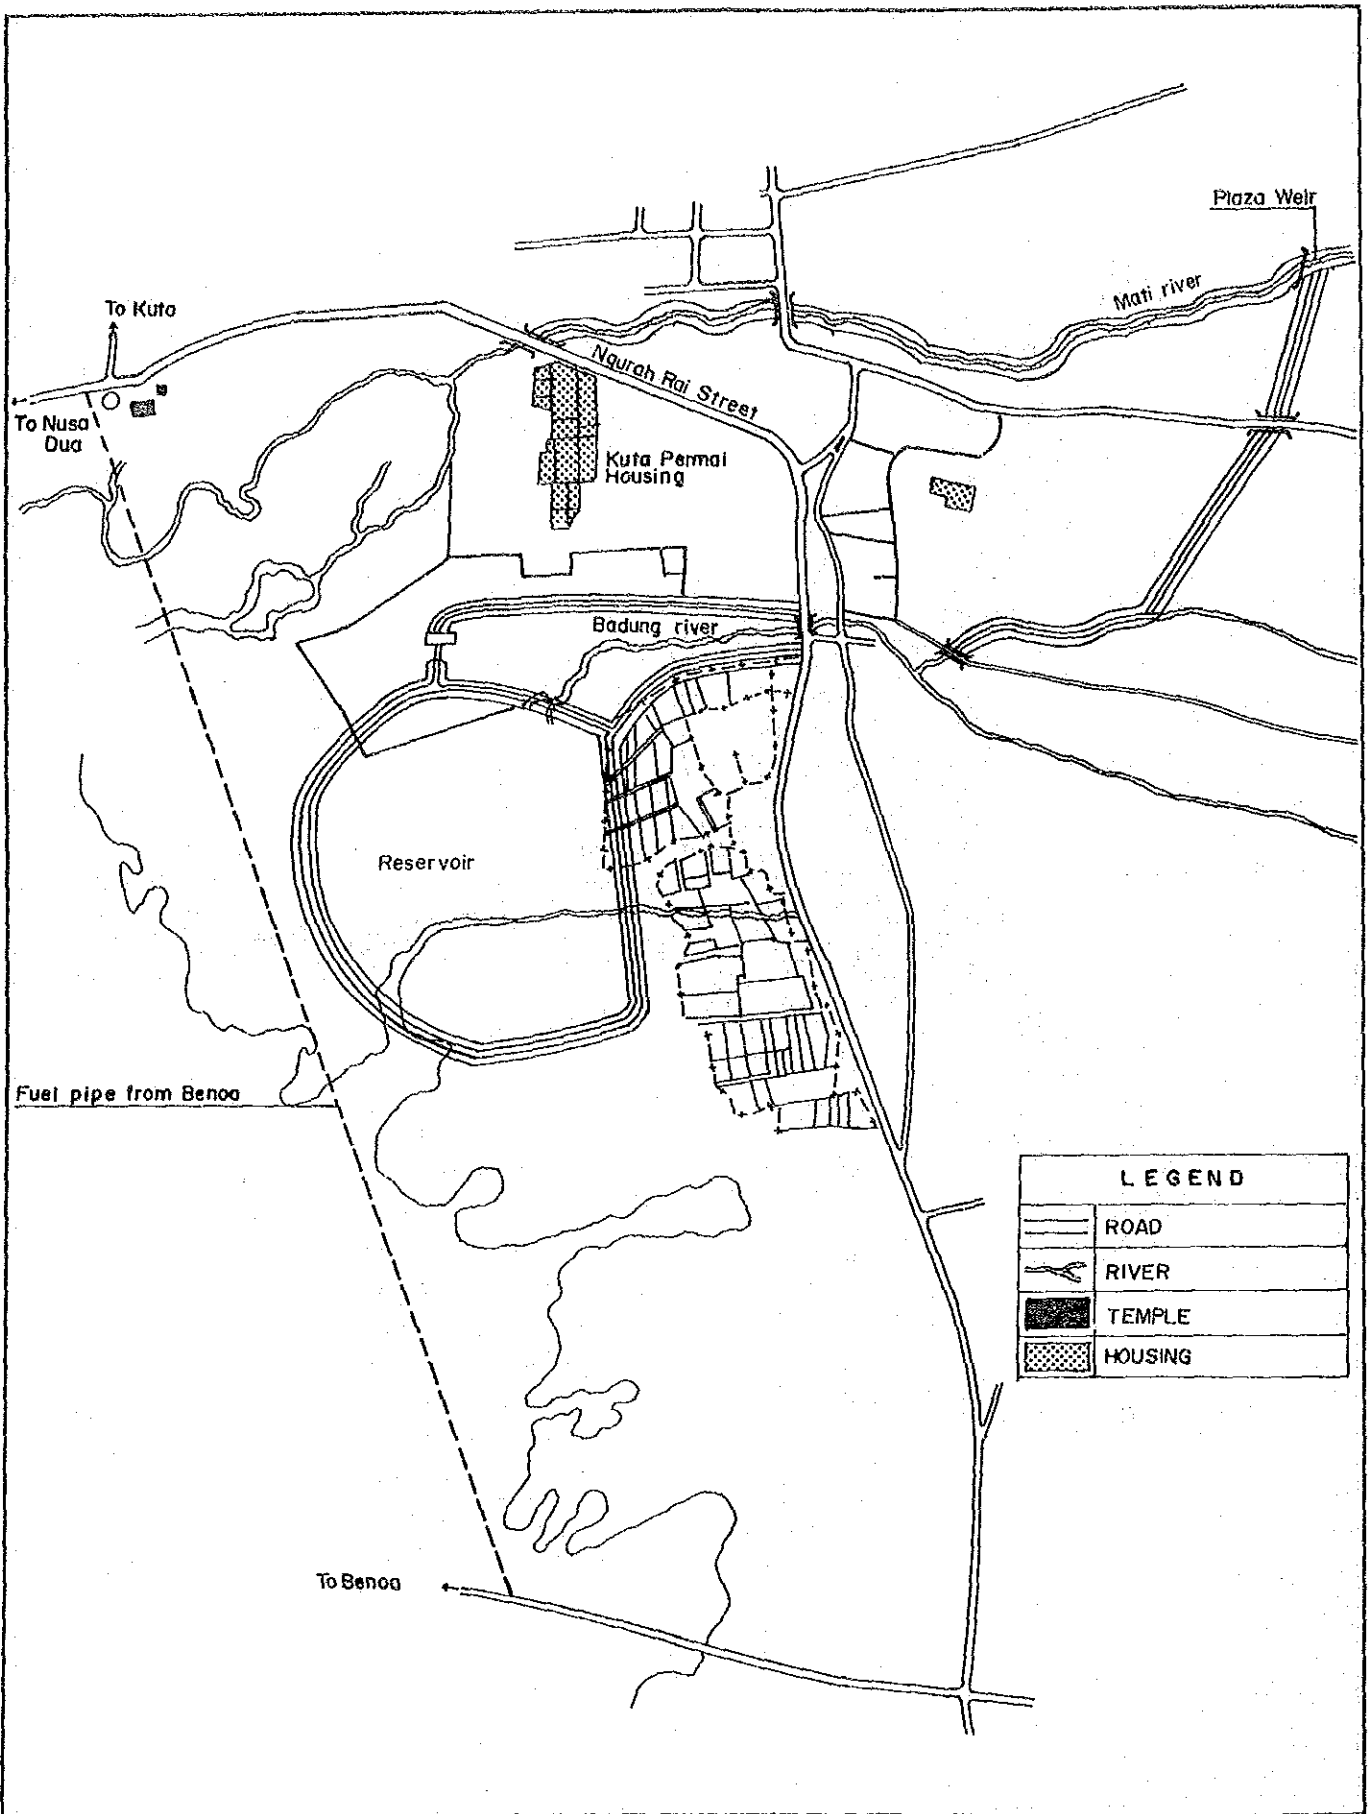 Plaza Weir
Mati river
To Kuta
Ngurah Rai Street
To Nusa
Dua
Kuta Permai
Housing
Badung river
Reservoir
Fuel pipe from Benoa
LEGEND
ROAD
RIVER
TEMPLE
HOUSING
To Benoa